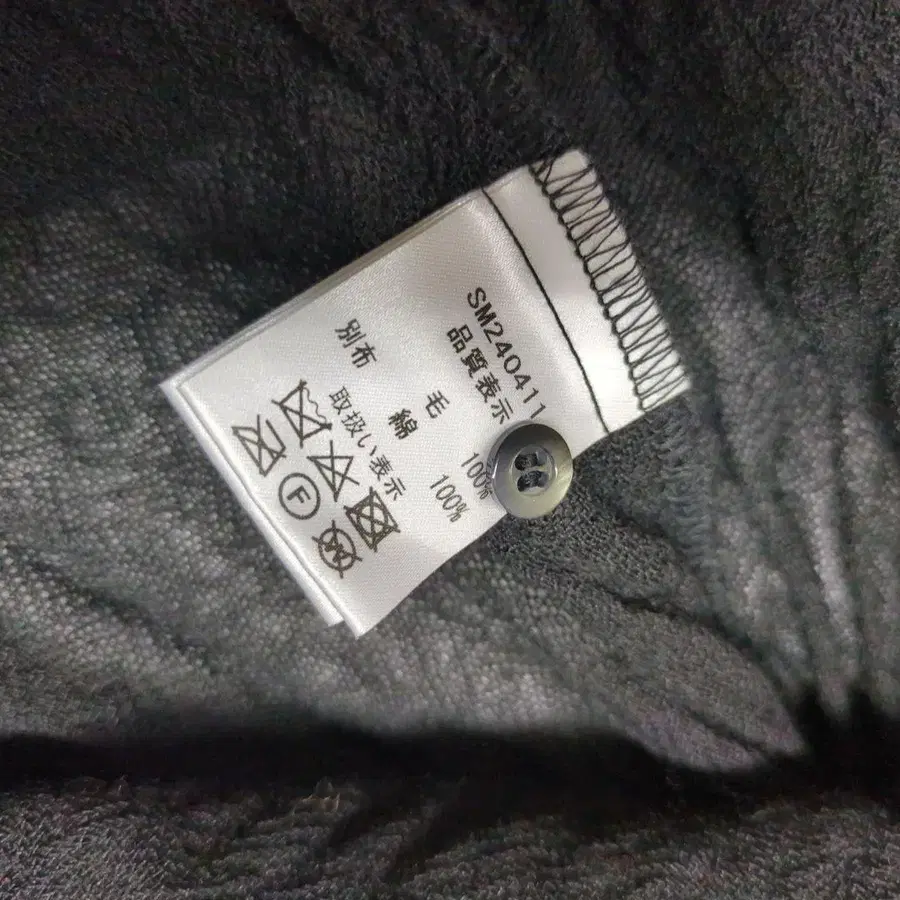 SM240411
品質表示
毛 100%
別布 綿 100%
取扱い表示
F
W